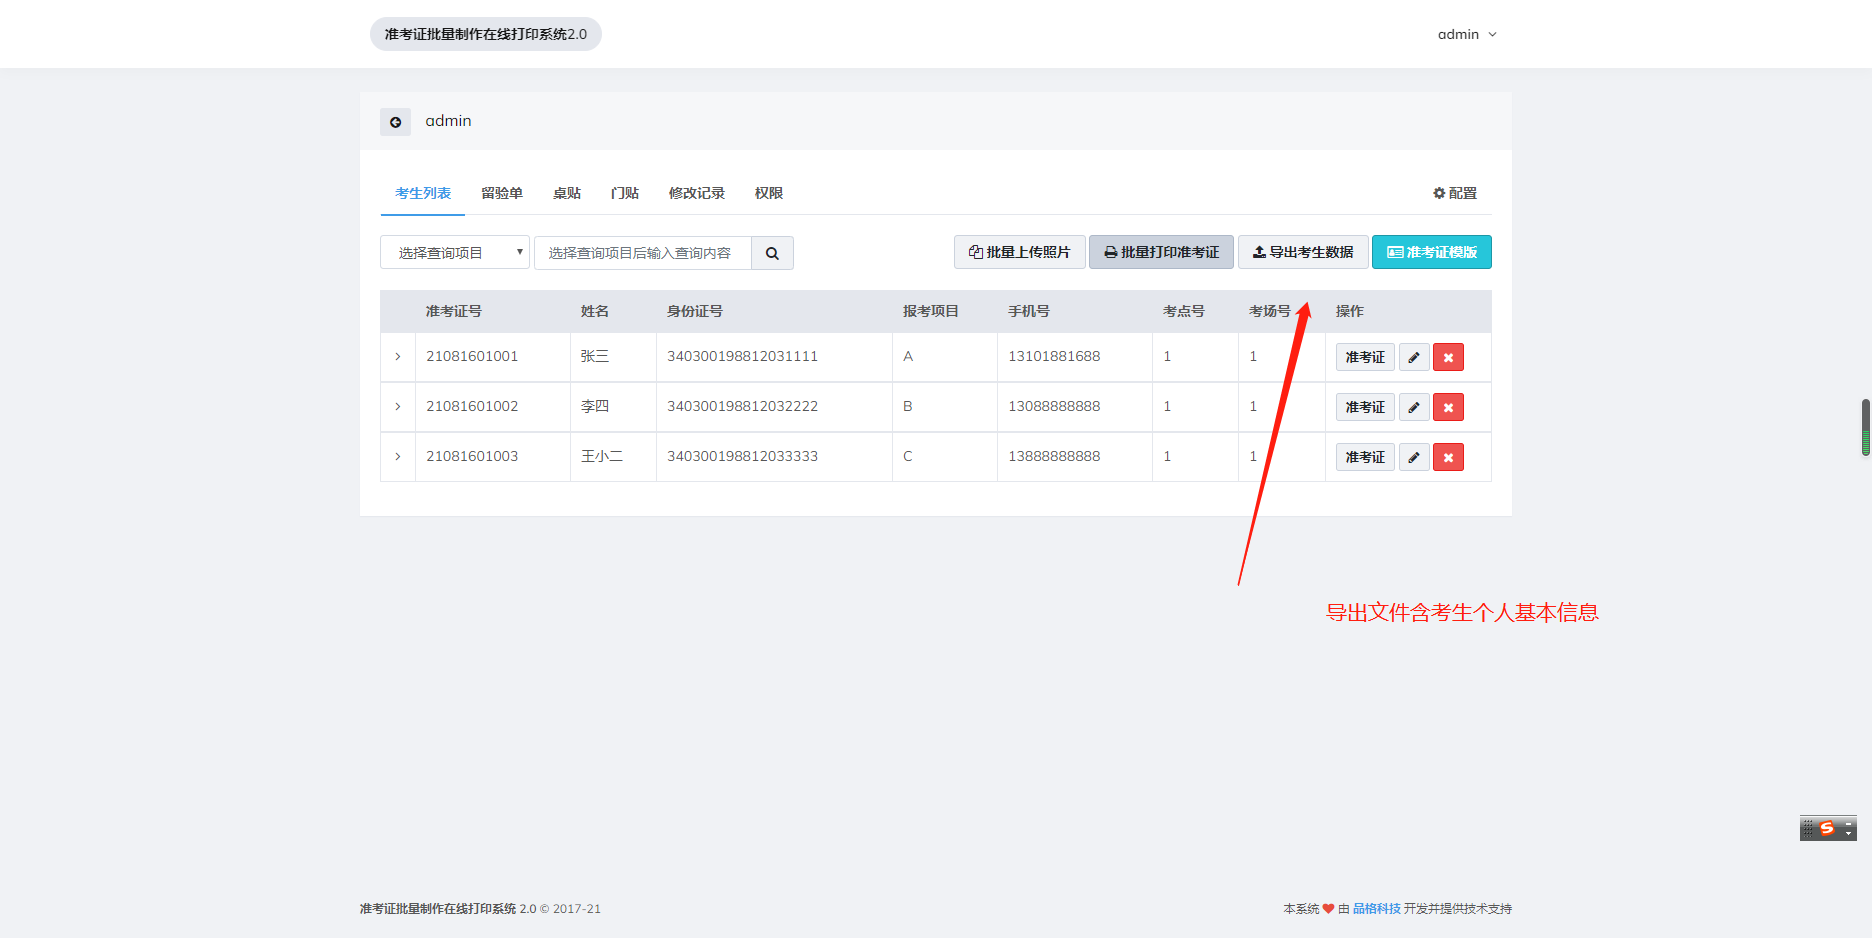 准考证批量制作在线打印系统2.0
admin
admin
考生列表 留验单 桌贴 门贴 修改记录 权限 配置
选择查询项目 选择查询项目后输入查询内容 批量上传照片 批量打印准考证 导出考生数据 准考证模版
准考证号 姓名 身份证号 报考项目 手机号 考点号 考场号 操作
21081601001 张三 340300198812031111 A 13101881688 1 1 准考证
21081601002 李四 340300198812032222 B 13088888888 1 1 准考证
21081601003 王小二 340300198812033333 C 13888888888 1 1 准考证
导出文件含考生个人基本信息
S
准考证批量制作在线打印系统 2.0 © 2017-21
本系统 ❤ 由 品格科技 开发并提供技术支持